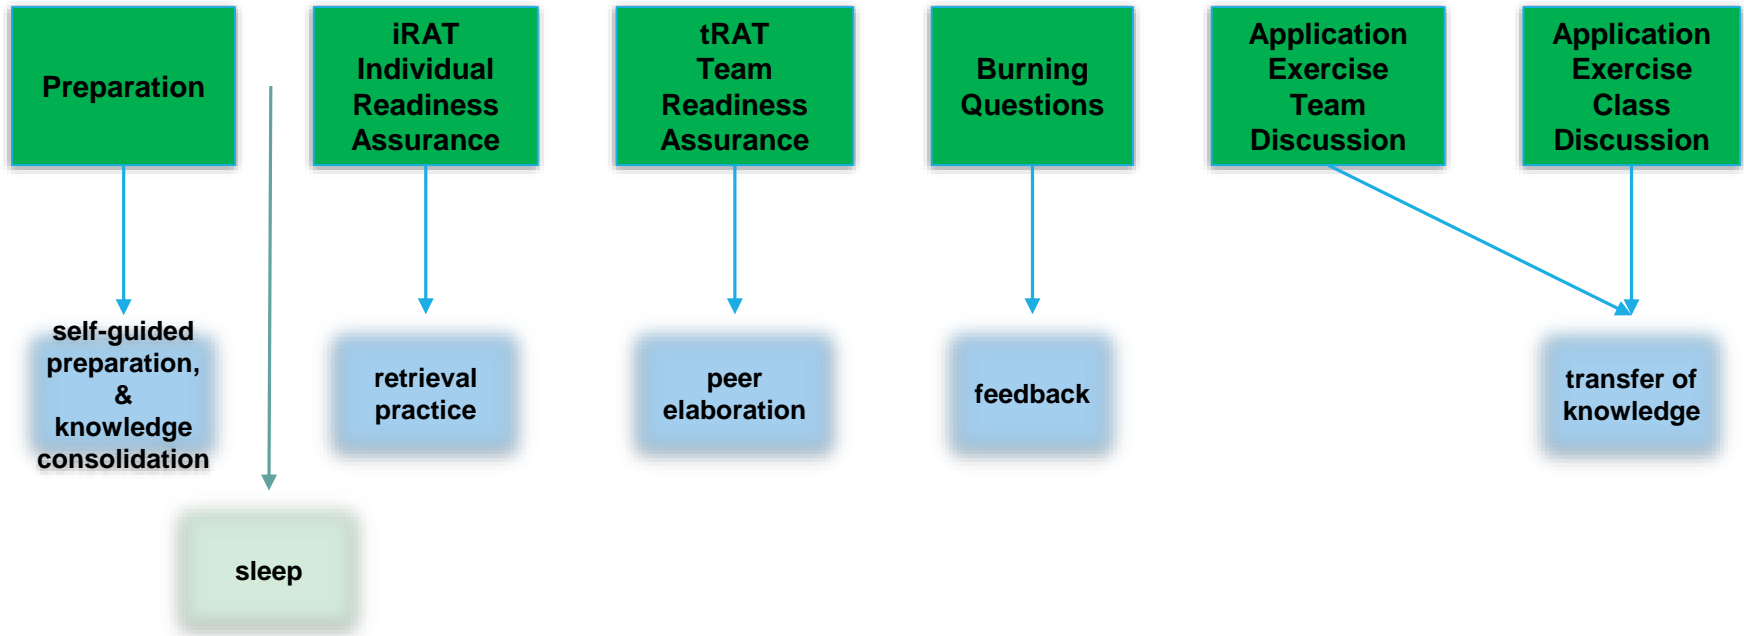 Preparation
iRAT
Individual
Readiness
Assurance
tRAT
Team
Readiness
Assurance
Burning
Questions
Application
Exercise
Team
Discussion
Application
Exercise
Class
Discussion
self-guided
preparation,
&
knowledge
consolidation
retrieval
practice
peer
elaboration
feedback
transfer of
knowledge
sleep